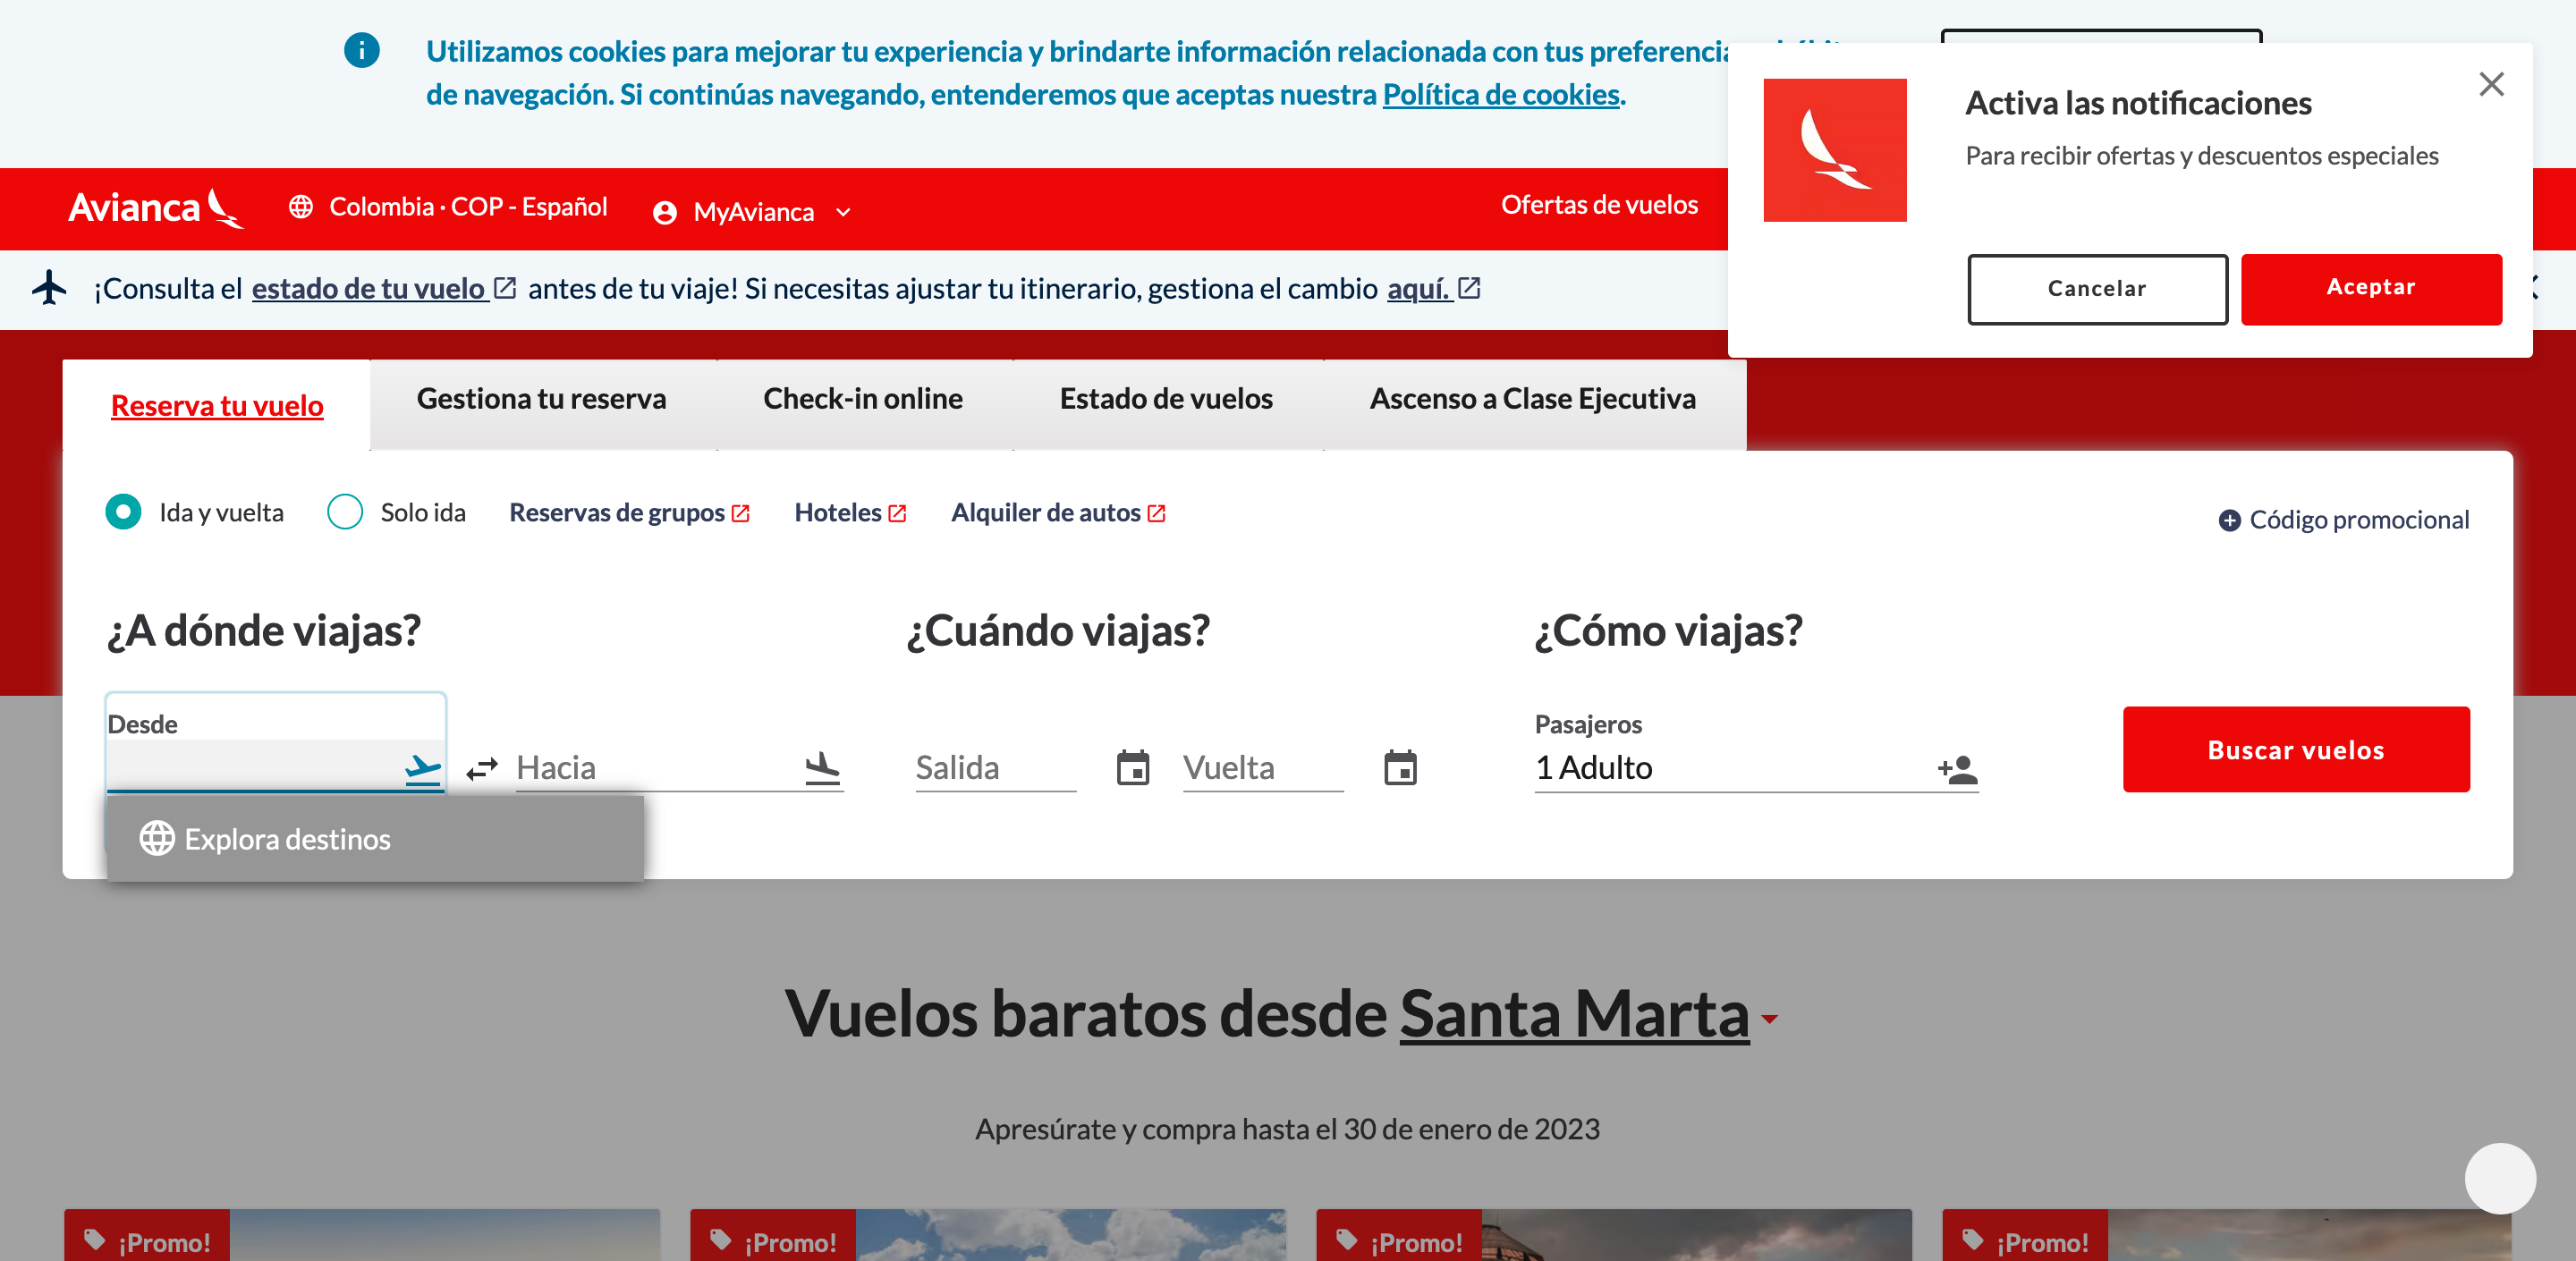 Utilizamos cookies para mejorar tu experiencia y brindarte información relacionada con tus
de navegación. Si continúas navegando, entenderemos que aceptas nuestra Política de cookies.
Activa las notificaciones
Para recibir ofertas y descuentos especiales
Cancelar
Aceptar
Avianca
Colombia · COP - Español
MyAvianca
Ofertas de vuelos
¡Consulta el estado de tu vuelo antes de tu viaje! Si necesitas ajustar tu itinerario, gestiona el cambio aquí.
Reserva tu vuelo
Gestiona tu reserva
Check-in online
Estado de vuelos
Ascenso a Clase Ejecutiva
Ida y vuelta
Solo ida
Reservas de grupos
Hoteles
Alquiler de autos
Código promocional
¿A dónde viajas?
¿Cuándo viajas?
¿Cómo viajas?
Desde
Hacia
Salida
Vuelta
Pasajeros
1 Adulto
Buscar vuelos
Explora destinos
Vuelos baratos desde Santa Marta
Apresúrate y compra hasta el 30 de enero de 2023
¡Promo!
¡Promo!
¡Promo!
¡Promo!